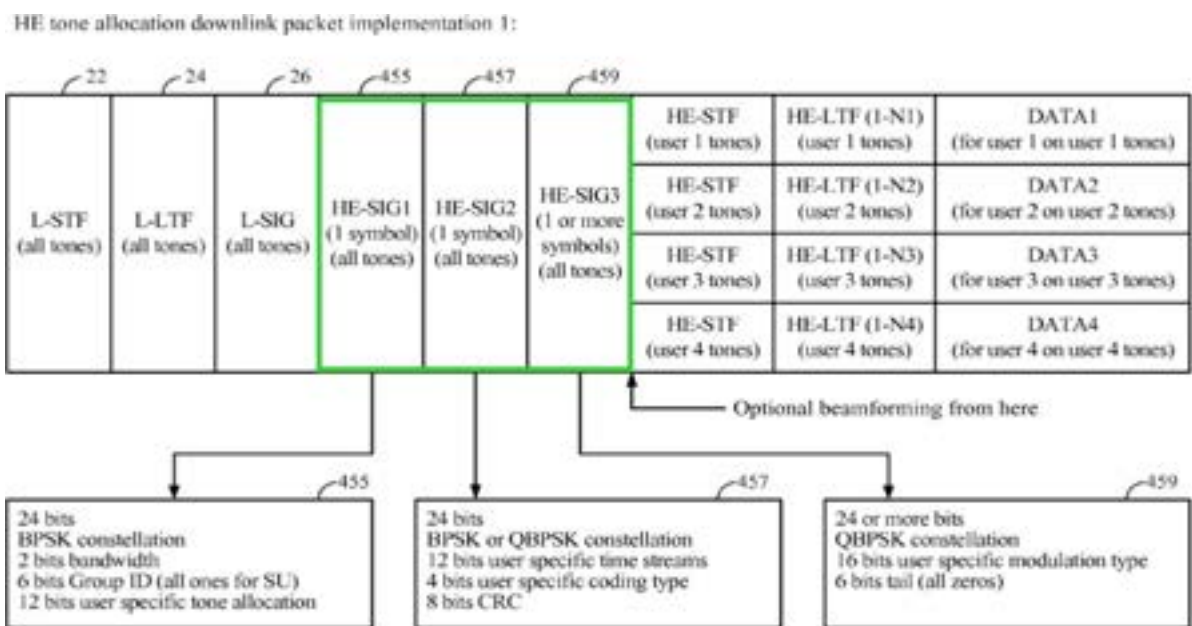 HE tone allocation downlink packet implementation 1:
22
24
26
455
457
459
L-STF
(all tones)
L-LTF
(all tones)
L-SIG
(all tones)
HE-SIG1
(1 symbol)
(all tones)
HE-SIG2
(1 symbol)
(all tones)
HE-SIG3
(1 or more
symbols)
(all tones)
HE-STF
(user 1 tones)
HE-LTF (1-N1)
(user 1 tones)
DATA1
(for user 1 on user 1 tones)
HE-STF
(user 2 tones)
HE-LTF (1-N2)
(user 2 tones)
DATA2
(for user 2 on user 2 tones)
HE-STF
(user 3 tones)
HE-LTF (1-N3)
(user 3 tones)
DATA3
(for user 3 on user 3 tones)
HE-STF
(user 4 tones)
HE-LTF (1-N4)
(user 4 tones)
DATA4
(for user 4 on user 4 tones)
Optional beamforming from here
455
24 bits
BPSK constellation
2 bits bandwidth
6 bits Group ID (all ones for SU)
12 bits user specific tone allocation
457
24 bits
BPSK or QBPSK constellation
12 bits user specific time streams
4 bits user specific coding type
8 bits CRC
459
24 or more bits
QBPSK constellation
16 bits user specific modulation type
6 bits tail (all zeros)